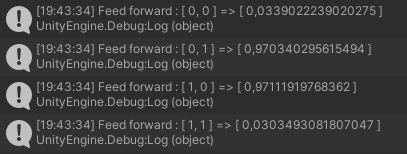 [19:43:34] Feed forward : [ 0, 0 ] => [ 0,0339022239020275 ]
UnityEngine.Debug:Log (object)
[19:43:34] Feed forward : [ 0, 1 ] => [ 0,970340295615494 ]
UnityEngine.Debug:Log (object)
[19:43:34] Feed forward : [ 1, 0 ] => [ 0,97111919768362 ]
UnityEngine.Debug:Log (object)
[19:43:34] Feed forward : [ 1, 1 ] => [ 0,0303493081807047 ]
UnityEngine.Debug:Log (object)